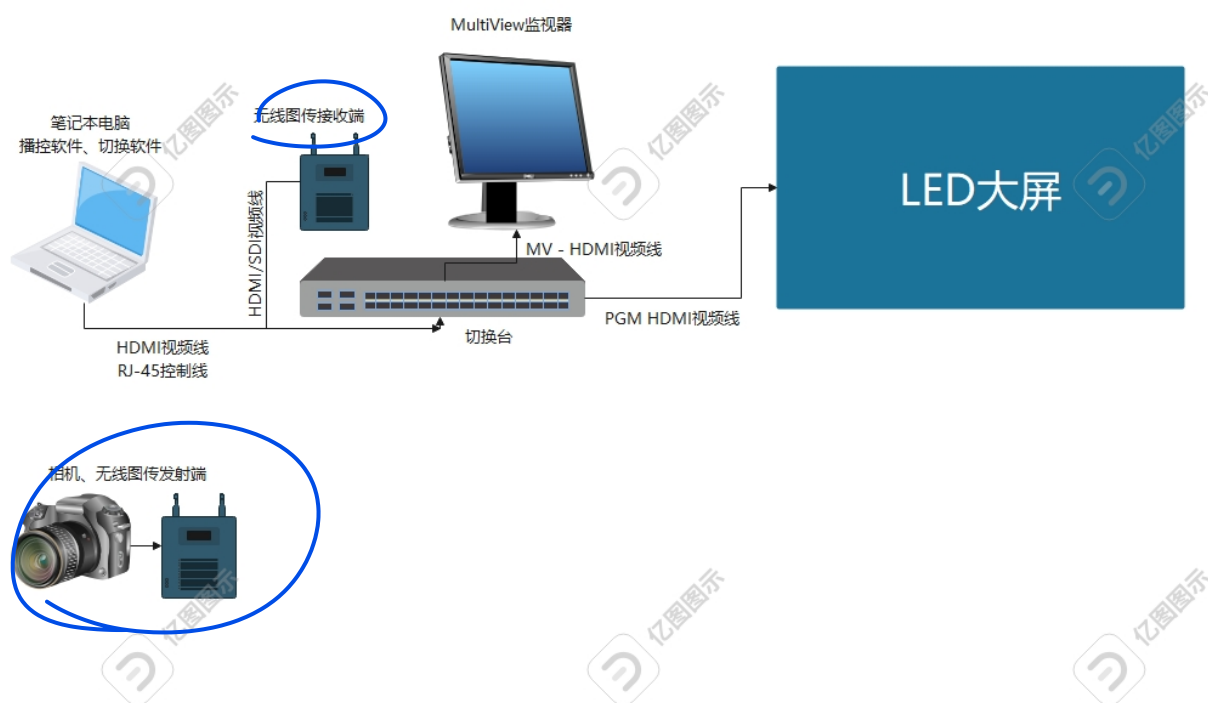 MultiView监视器
无线图传接收端
笔记本电脑
播控软件、切换软件
亿图图示
亿图图示
亿图图示
LED大屏
HDMI/SDI视频线
MV - HDMI视频线
PGM HDMI视频线
切换台
HDMI视频线
RJ-45控制线
相机、无线图传发射端
亿图图示
亿图图示
亿图图示